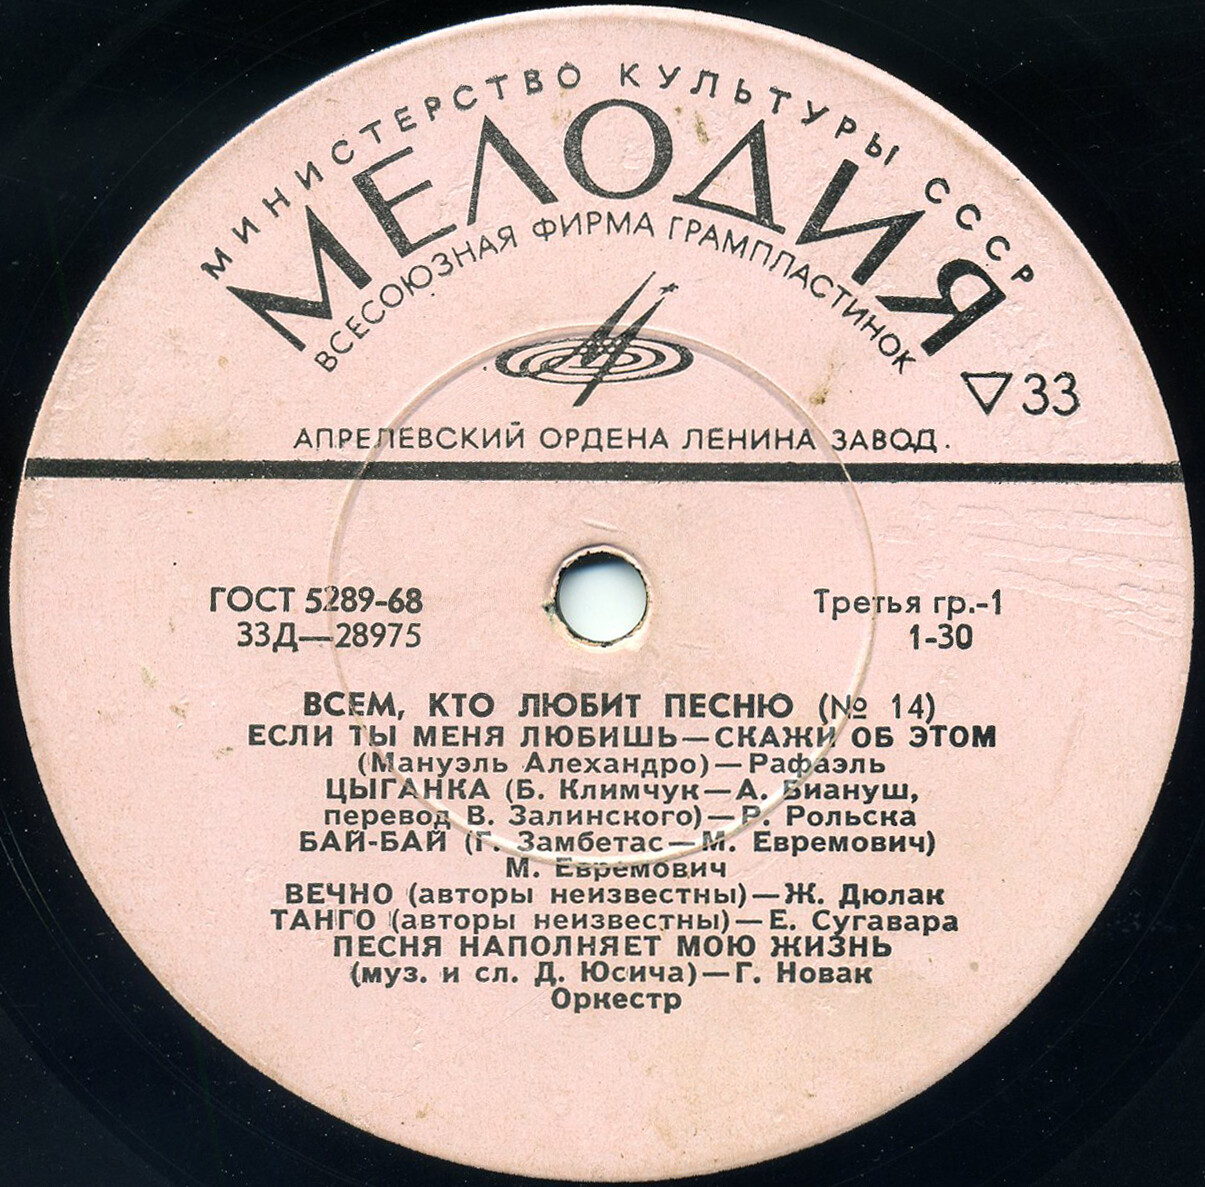 МИНИСТЕРСТВО КУЛЬТУРЫ СССР
МЕЛОДИЯ
ВСЕСОЮЗНАЯ ФИРМА ГРАМПЛАСТИНОК
33
АПРЕЛЕВСКИЙ ОРДЕНА ЛЕНИНА ЗАВОД.
ГОСТ 5289-68
Третья гр.-1
33Д—28975
1-30
ВСЕМ, КТО ЛЮБИТ ПЕСНЮ (№ 14)
ЕСЛИ ТЫ МЕНЯ ЛЮБИШЬ—СКАЖИ ОБ ЭТОМ
(Мануэль Алехандро)—Рафаэль
ЦЫГАНКА (Б. Климчук—А. Виануш,
перевод В. Залинского)—Р. Рольска
БАЙ-БАЙ (Г. Замбетас—М. Евремович)
М. Евремович
ВЕЧНО (авторы неизвестны)—Ж. Дюлак
ТАНГО (авторы неизвестны)—Е. Сугавара
ПЕСНЯ НАПОЛНЯЕТ МОЮ ЖИЗНЬ
(муз. и сл. Д. Юсича)—Г. Новак
Оркестр